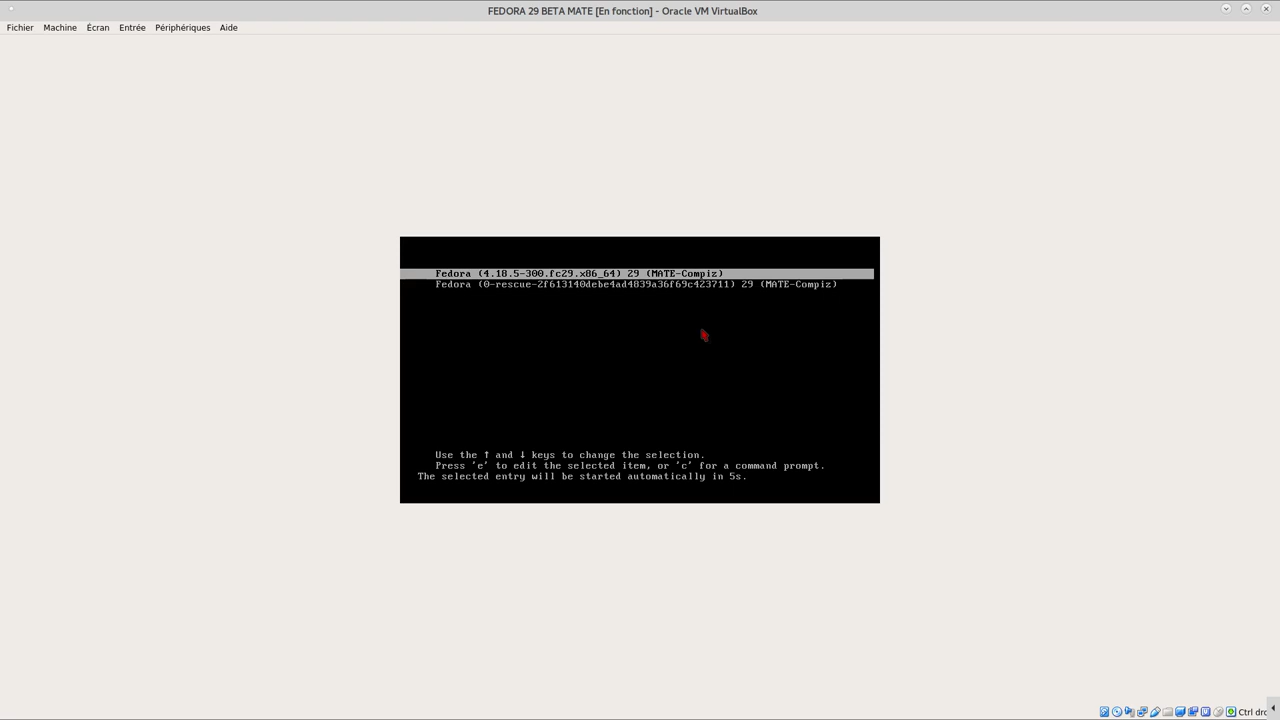 FEDORA 29 BETA MATE [En fonction] - Oracle VM VirtualBox
Fichier Machine Écran Entrée Périphériques Aide
Fedora (4.18.5-300.fc29.x86_64) 29 (MATE-Compiz)
Fedora (0-rescue-2f613140debe4ad4839a36f69c423711) 29 (MATE-Compiz)
Use the ↑ and ↓ keys to change the selection.
Press 'e' to edit the selected item, or 'c' for a command prompt.
The selected entry will be started automatically in 5s.
Ctrl